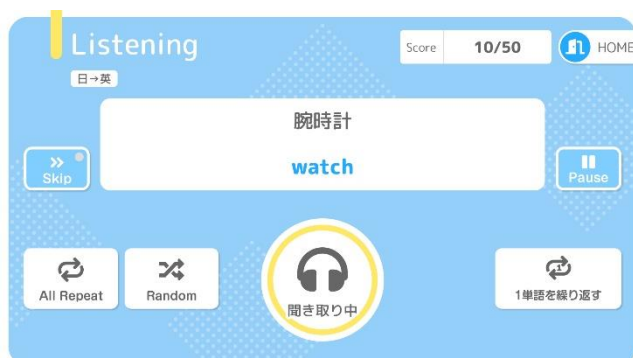 Listening
Score 10/50 HOME
日→英
腕時計
watch
Skip
Pause
All Repeat
Random
聞き取り中
1
1単語を繰り返す